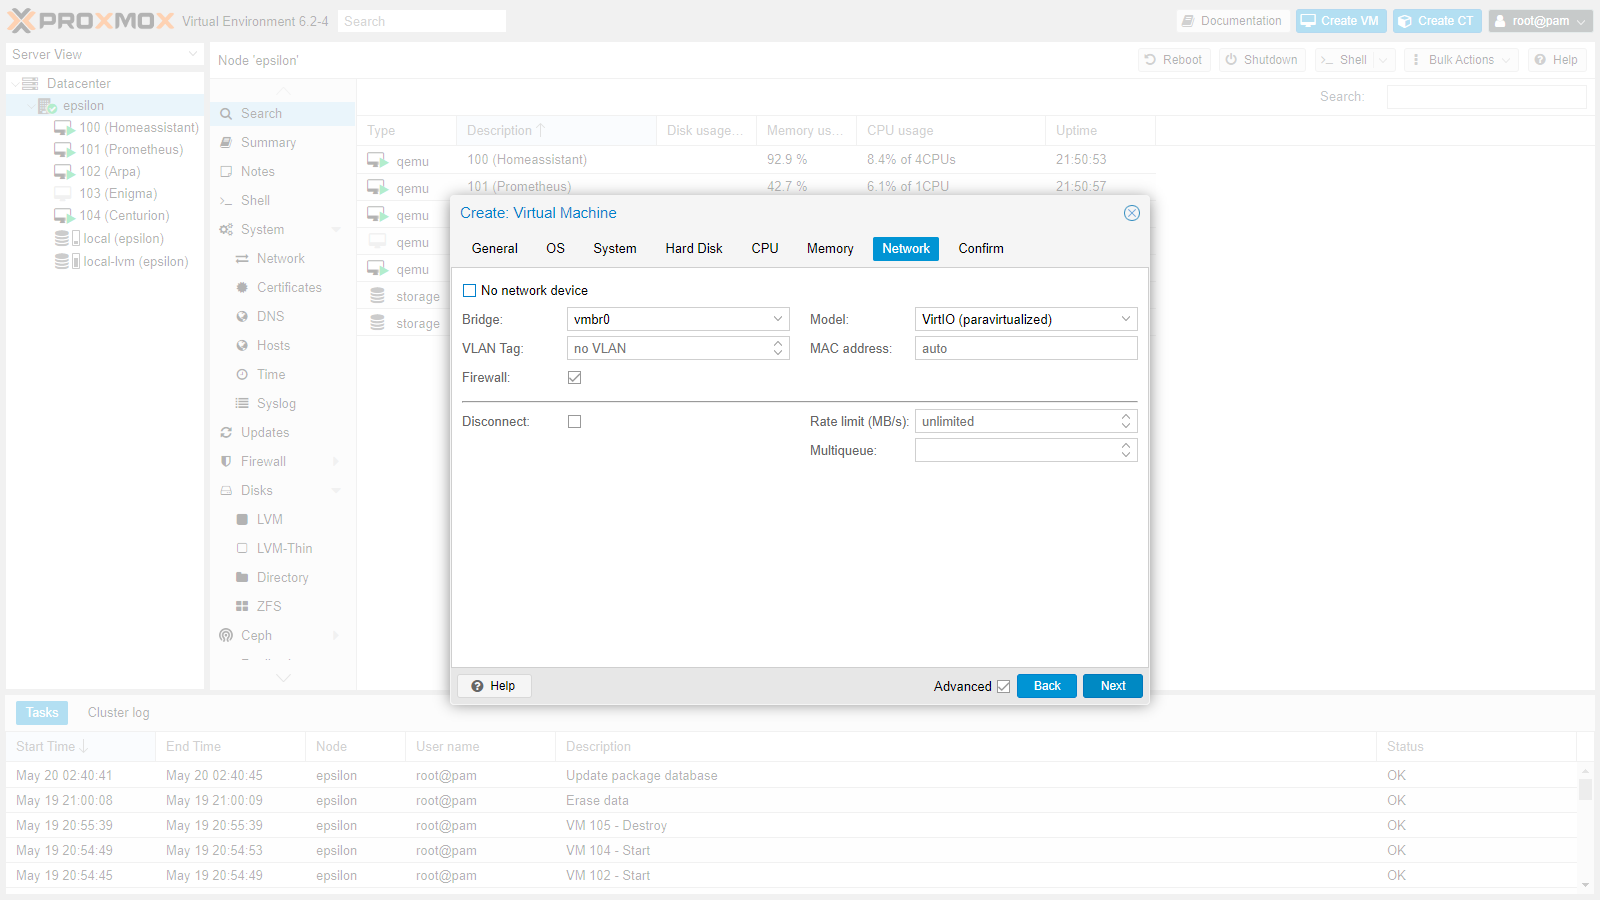 PROXMOX Virtual Environment 6.2-4 Search Documentation Create VM Create CT root@pam
Server View
Datacenter
epsilon
100 (Homeassistant)
101 (Prometheus)
102 (Arpa)
103 (Enigma)
104 (Centurion)
local (epsilon)
local-lvm (epsilon)
Node 'epsilon' Reboot Shutdown Shell Bulk Actions Help
Search
Summary
Notes
Shell
System
Network
Certificates
DNS
Hosts
Time
Syslog
Updates
Firewall
Disks
LVM
LVM-Thin
Directory
ZFS
Ceph
Search:
Type Description Disk usage... Memory us... CPU usage Uptime
qemu 100 (Homeassistant) 92.9 % 8.4% of 4CPUs 21:50:53
qemu 101 (Prometheus) 42.7 % 6.1% of 1CPU 21:50:57
qemu
qemu
qemu
storage
storage
Create: Virtual Machine
General OS System Hard Disk CPU Memory Network Confirm
No network device
Bridge: vmbr0 Model: VirtIO (paravirtualized)
VLAN Tag: no VLAN MAC address: auto
Firewall:
Disconnect: Rate limit (MB/s): unlimited
Multiqueue:
Help Advanced Back Next
Tasks Cluster log
Start Time End Time Node User name Description Status
May 20 02:40:41 May 20 02:40:45 epsilon root@pam Update package database OK
May 19 21:00:08 May 19 21:00:09 epsilon root@pam Erase data OK
May 19 20:55:39 May 19 20:55:39 epsilon root@pam VM 105 - Destroy OK
May 19 20:54:49 May 19 20:54:53 epsilon root@pam VM 104 - Start OK
May 19 20:54:45 May 19 20:54:49 epsilon root@pam VM 102 - Start OK